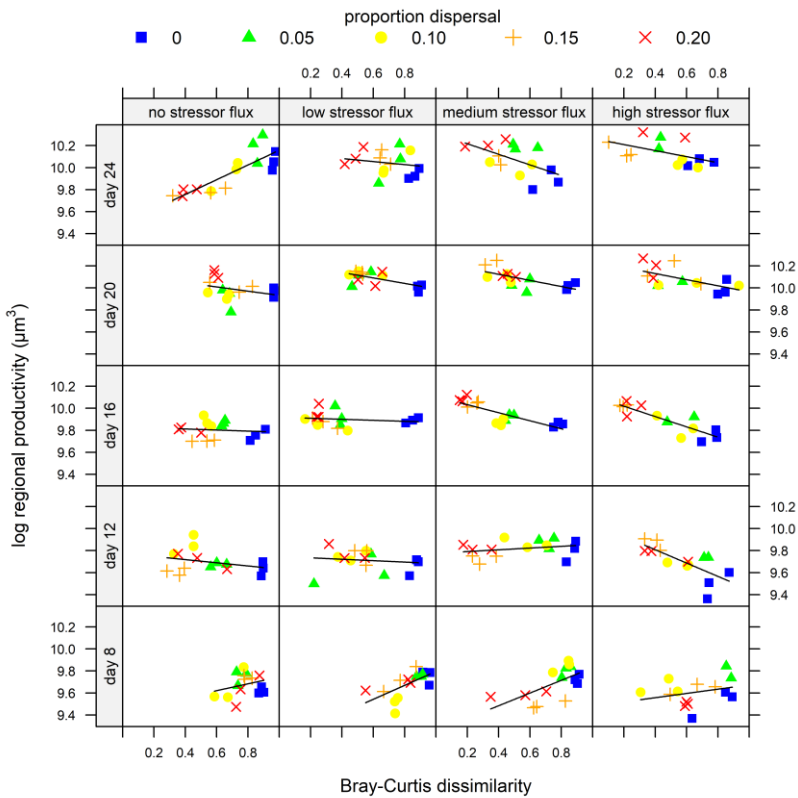 proportion dispersal
0 0.05 0.10 0.15 0.20
0.2 0.4 0.6 0.8 0.2 0.4 0.6 0.8
no stressor flux low stressor flux medium stressor flux high stressor flux
day 24
10.2
10.0
9.8
9.6
9.4
day 20
10.2
10.0
9.8
9.6
9.4
day 16
10.2
10.0
9.8
9.6
9.4
day 12
10.2
10.0
9.8
9.6
9.4
day 8
10.2
10.0
9.8
9.6
9.4
0.2 0.4 0.6 0.8 0.2 0.4 0.6 0.8
log regional productivity (µm³)
Bray-Curtis dissimilarity